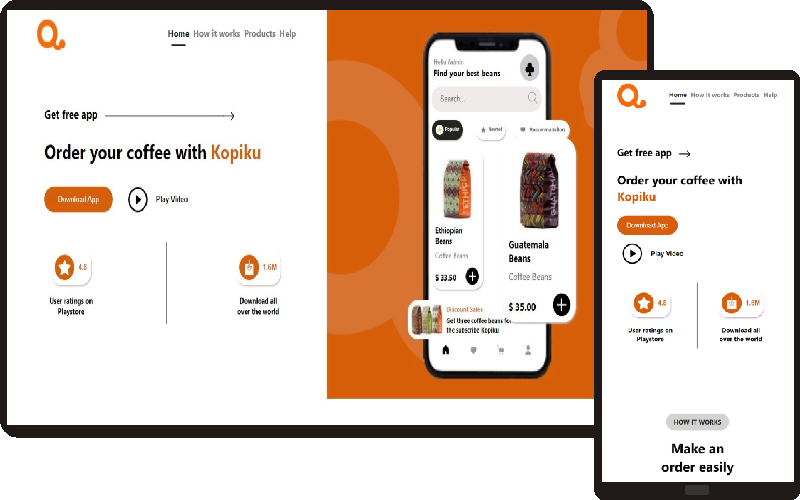 Home How it works Products Help
Get free app
Order your coffee with Kopiku
Download App
Play Video
4.8
User ratings on
Playstore
1.6M
Download all
over the world
Hello Admin
Find your best beans
Search...
Popular
Newest
Recommendation
ETHIOP
Ethiopian
Beans
Coffee Beans
$ 33.50
GUATEMA
Guatemala
Beans
Coffee Beans
$ 35.00
Discount Sales
Get three coffee beans for
the subscribe Kopiku
Home How it works Products Help
Get free app
Order your coffee with
Kopiku
Download App
Play Video
4.8
User ratings on
Playstore
1.6M
Download all
over the world
HOW IT WORKS
Make an
order easily